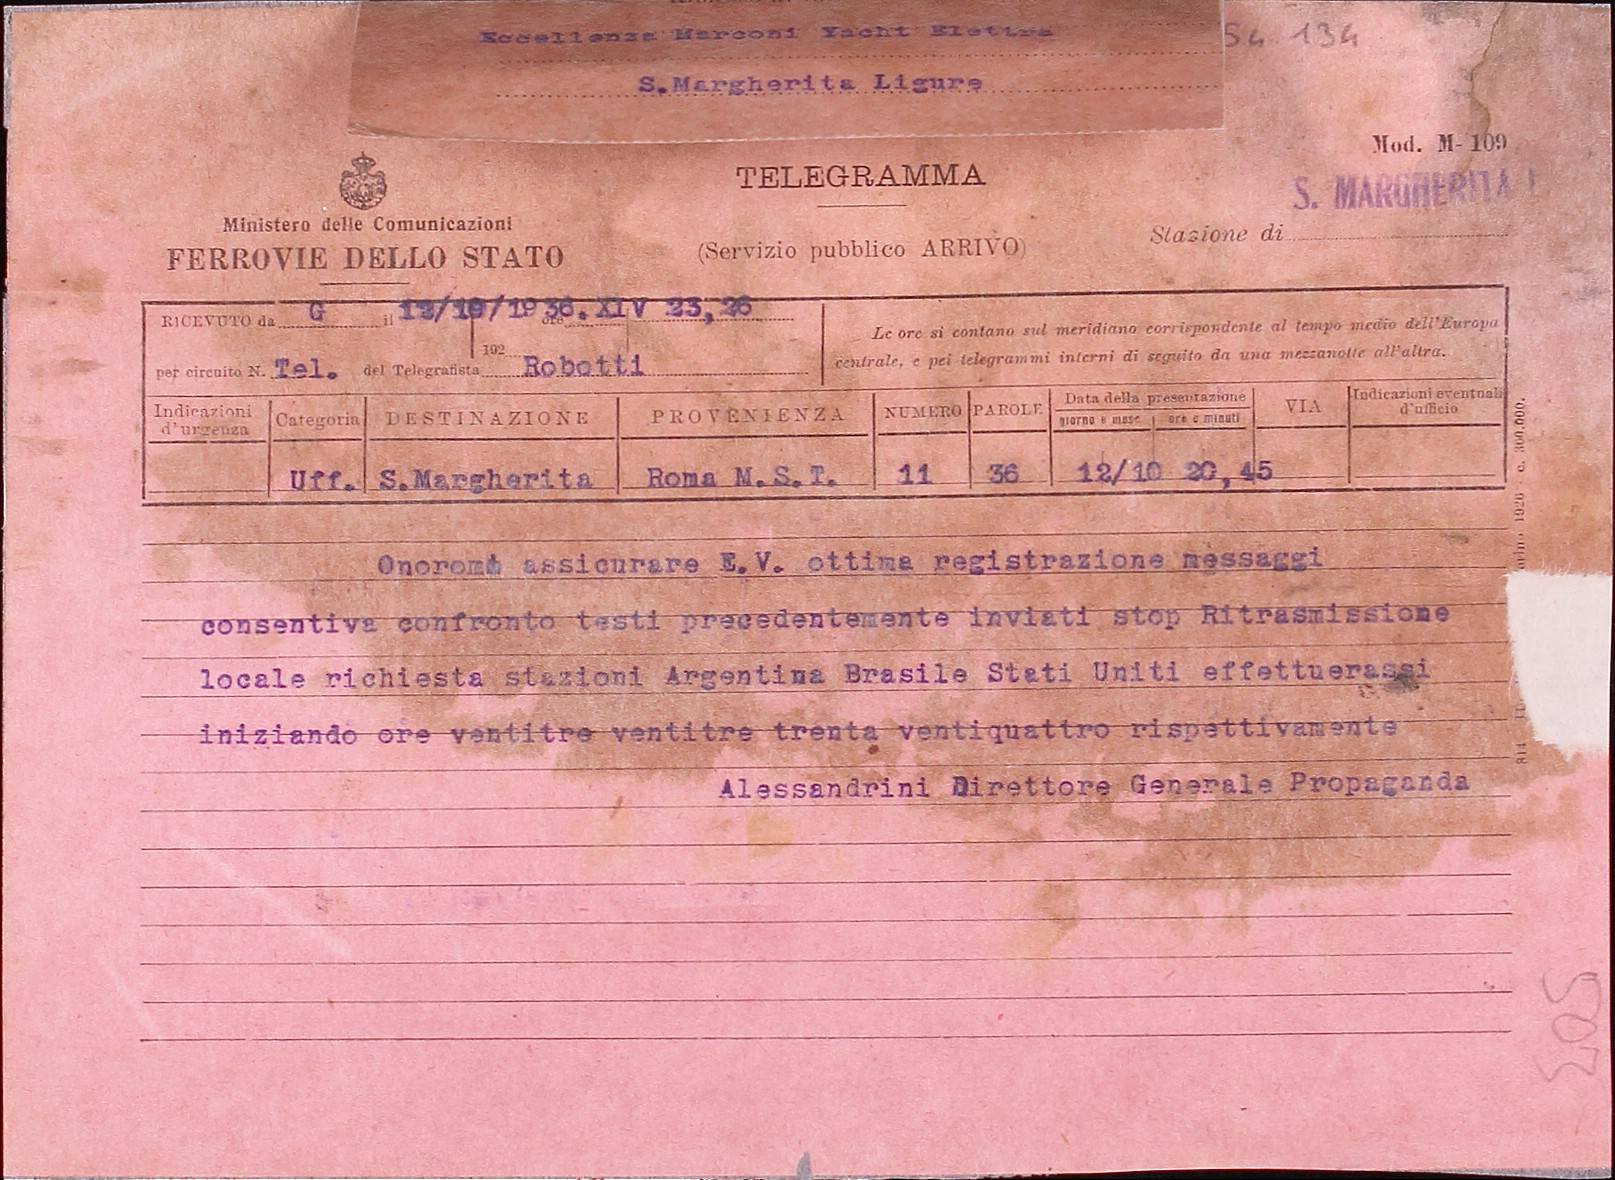 Eccellenza Marconi Yacht Elettra
S.Margherita Ligure
54 134
Mod. M-109
TELEGRAMMA
S. MARGHERITA
Ministero delle Comunicazioni
FERROVIE DELLO STATO
(Servizio pubblico ARRIVO)
Stazione di
RICEVUTO da G il 12/10/1936.XIV 23,26
ore
192
per circuito N. Tel. del Telegrafista Robotti
Le ore si contano sul meridiano corrispondente al tempo medio dell'Europa
centrale, e pei telegrammi interni di seguito da una mezzanotte all'altra.
Indicazioni d'urgenza Categoria DESTINAZIONE PROVENIENZA NUMERO PAROLE Data della presentazione VIA Indicazioni eventuali d'ufficio
giorno e mese ore e minuti
Uff. S.Margherita Roma M.S.T. 11 36 12/10 20,45
Onoromi assicurare E.V. ottima registrazione messaggi
consentiva confronto testi precedentemente inviati stop Ritrasmissione
locale richiesta stazioni Argentina Brasile Stati Uniti effettuerassi
iniziando ore ventitre ventitre trenta ventiquattro rispettivamente
Alessandrini Direttore Generale Propaganda
1926 - c. 300.000.
503